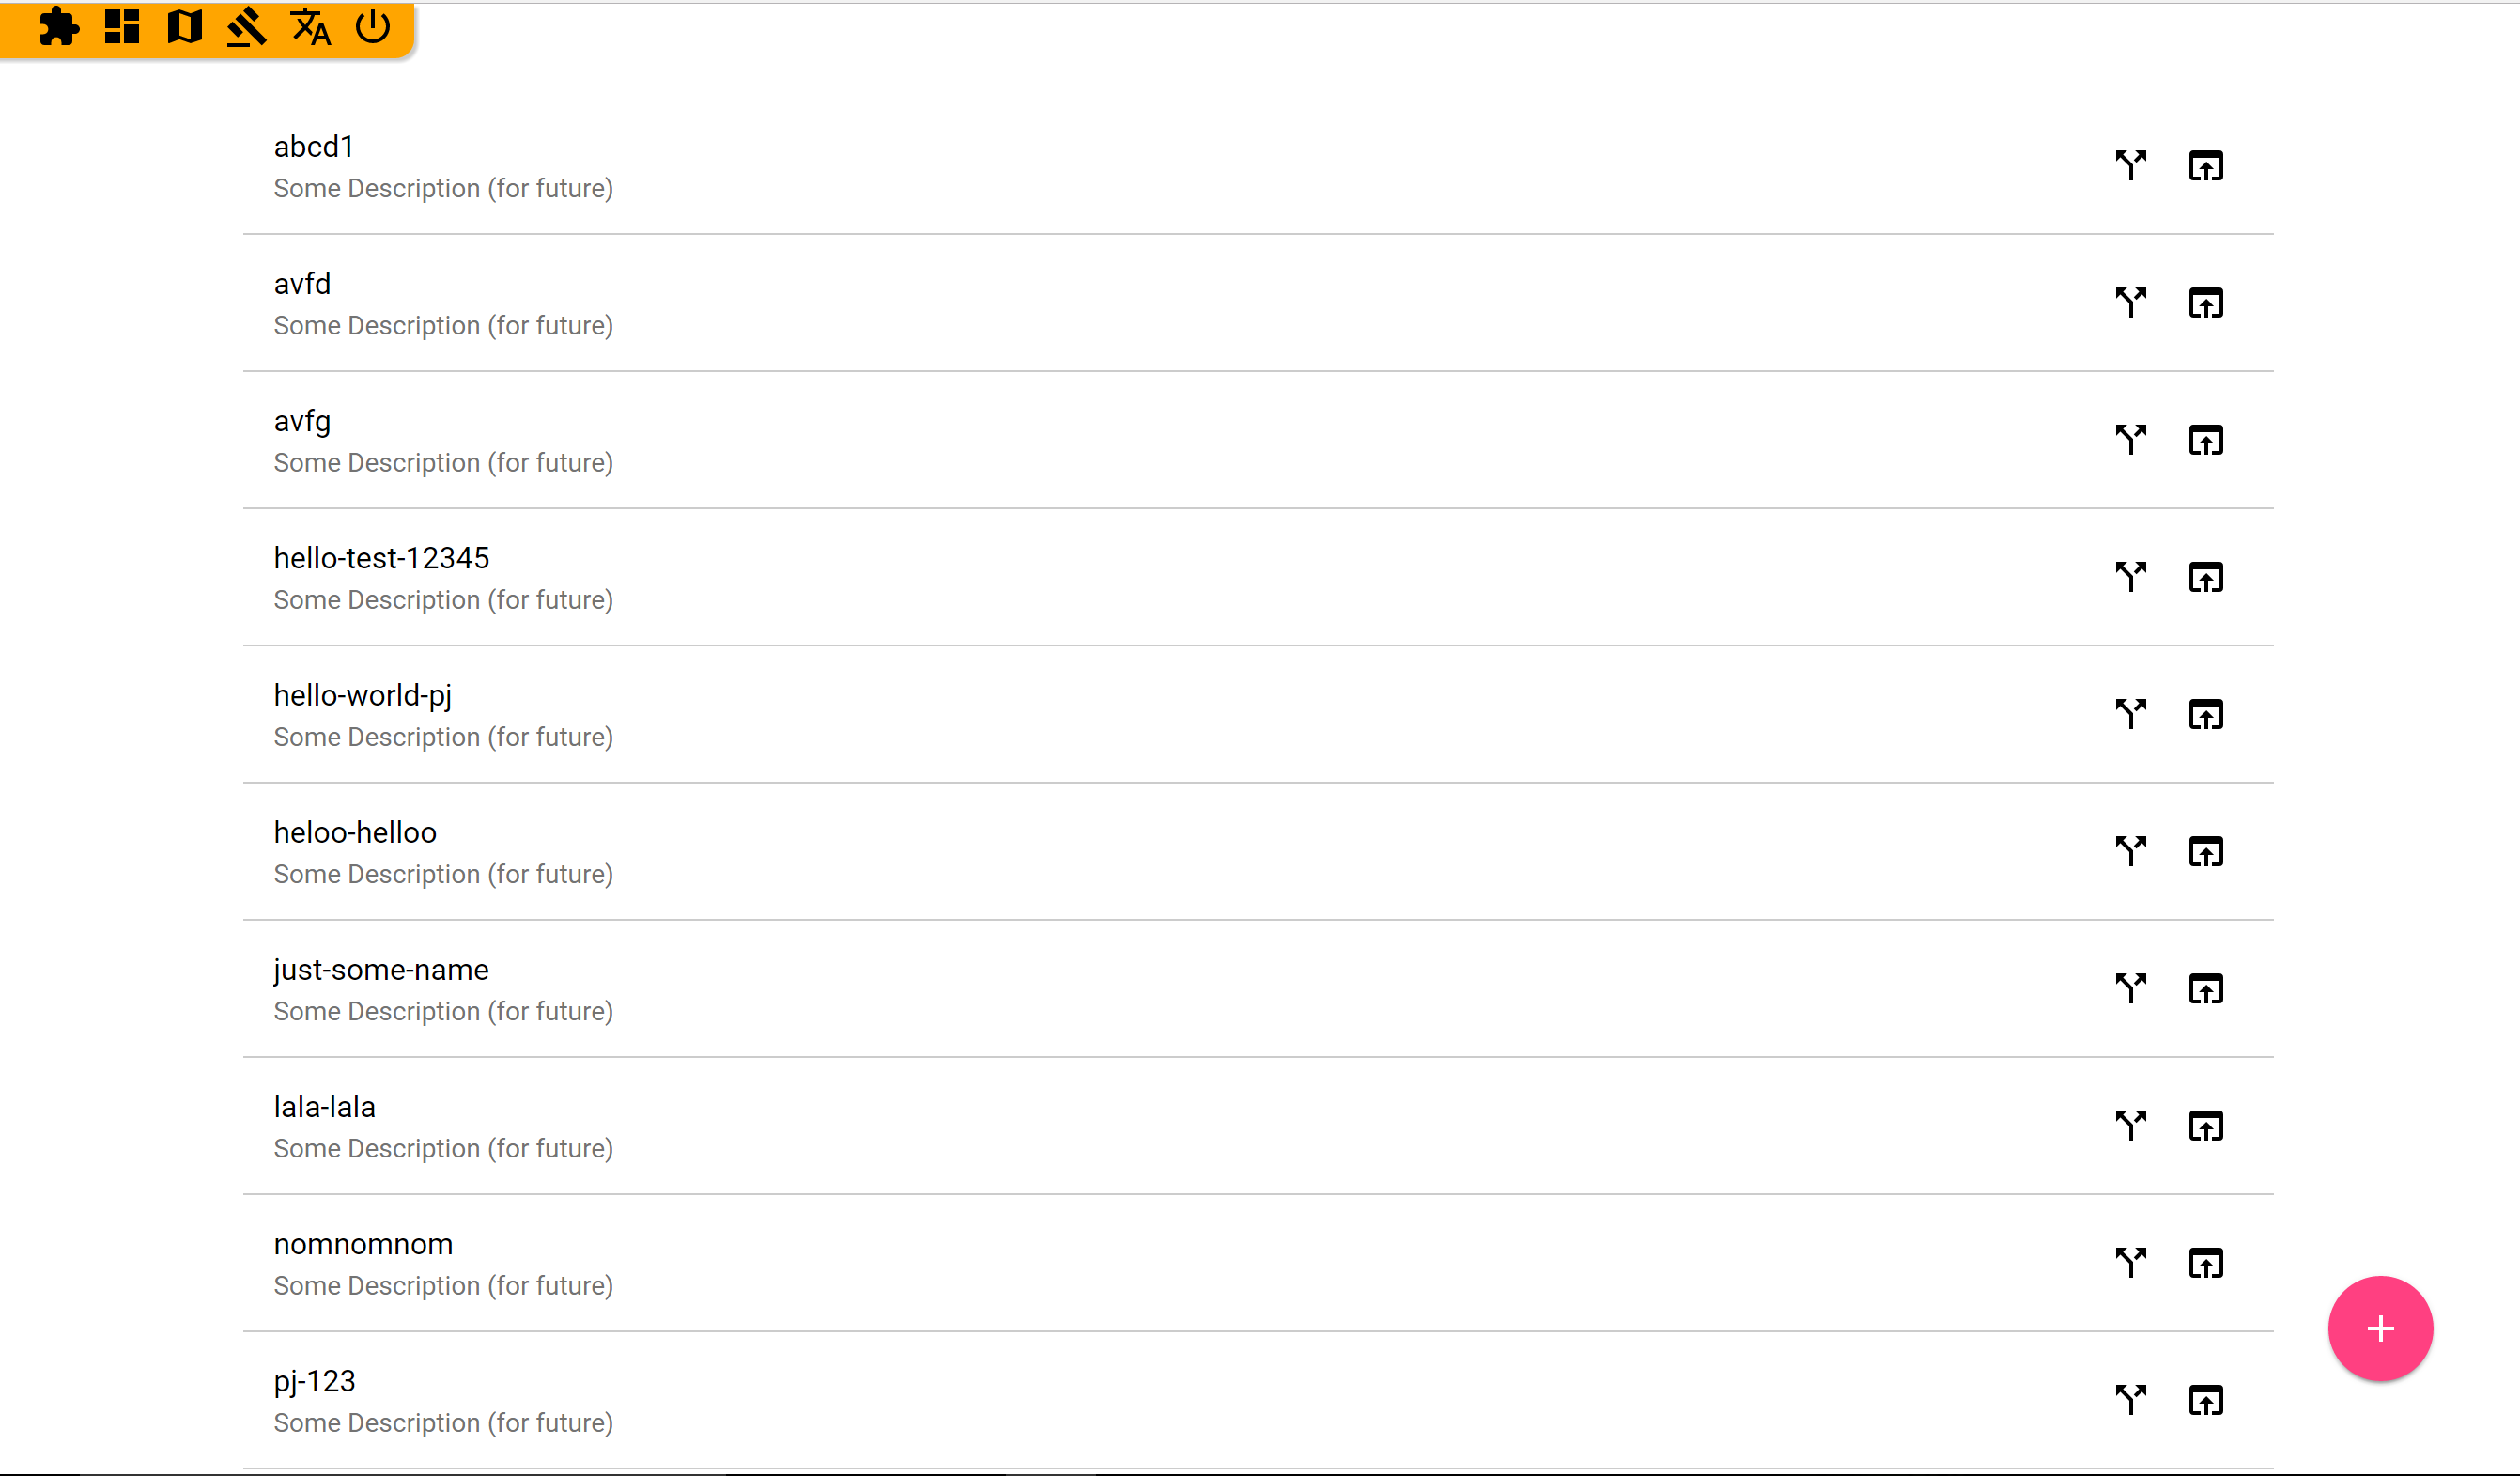 abcd1
Some Description (for future)
avfd
Some Description (for future)
avfg
Some Description (for future)
hello-test-12345
Some Description (for future)
hello-world-pj
Some Description (for future)
heloo-helloo
Some Description (for future)
just-some-name
Some Description (for future)
lala-lala
Some Description (for future)
nomnomnom
Some Description (for future)
pj-123
Some Description (for future)